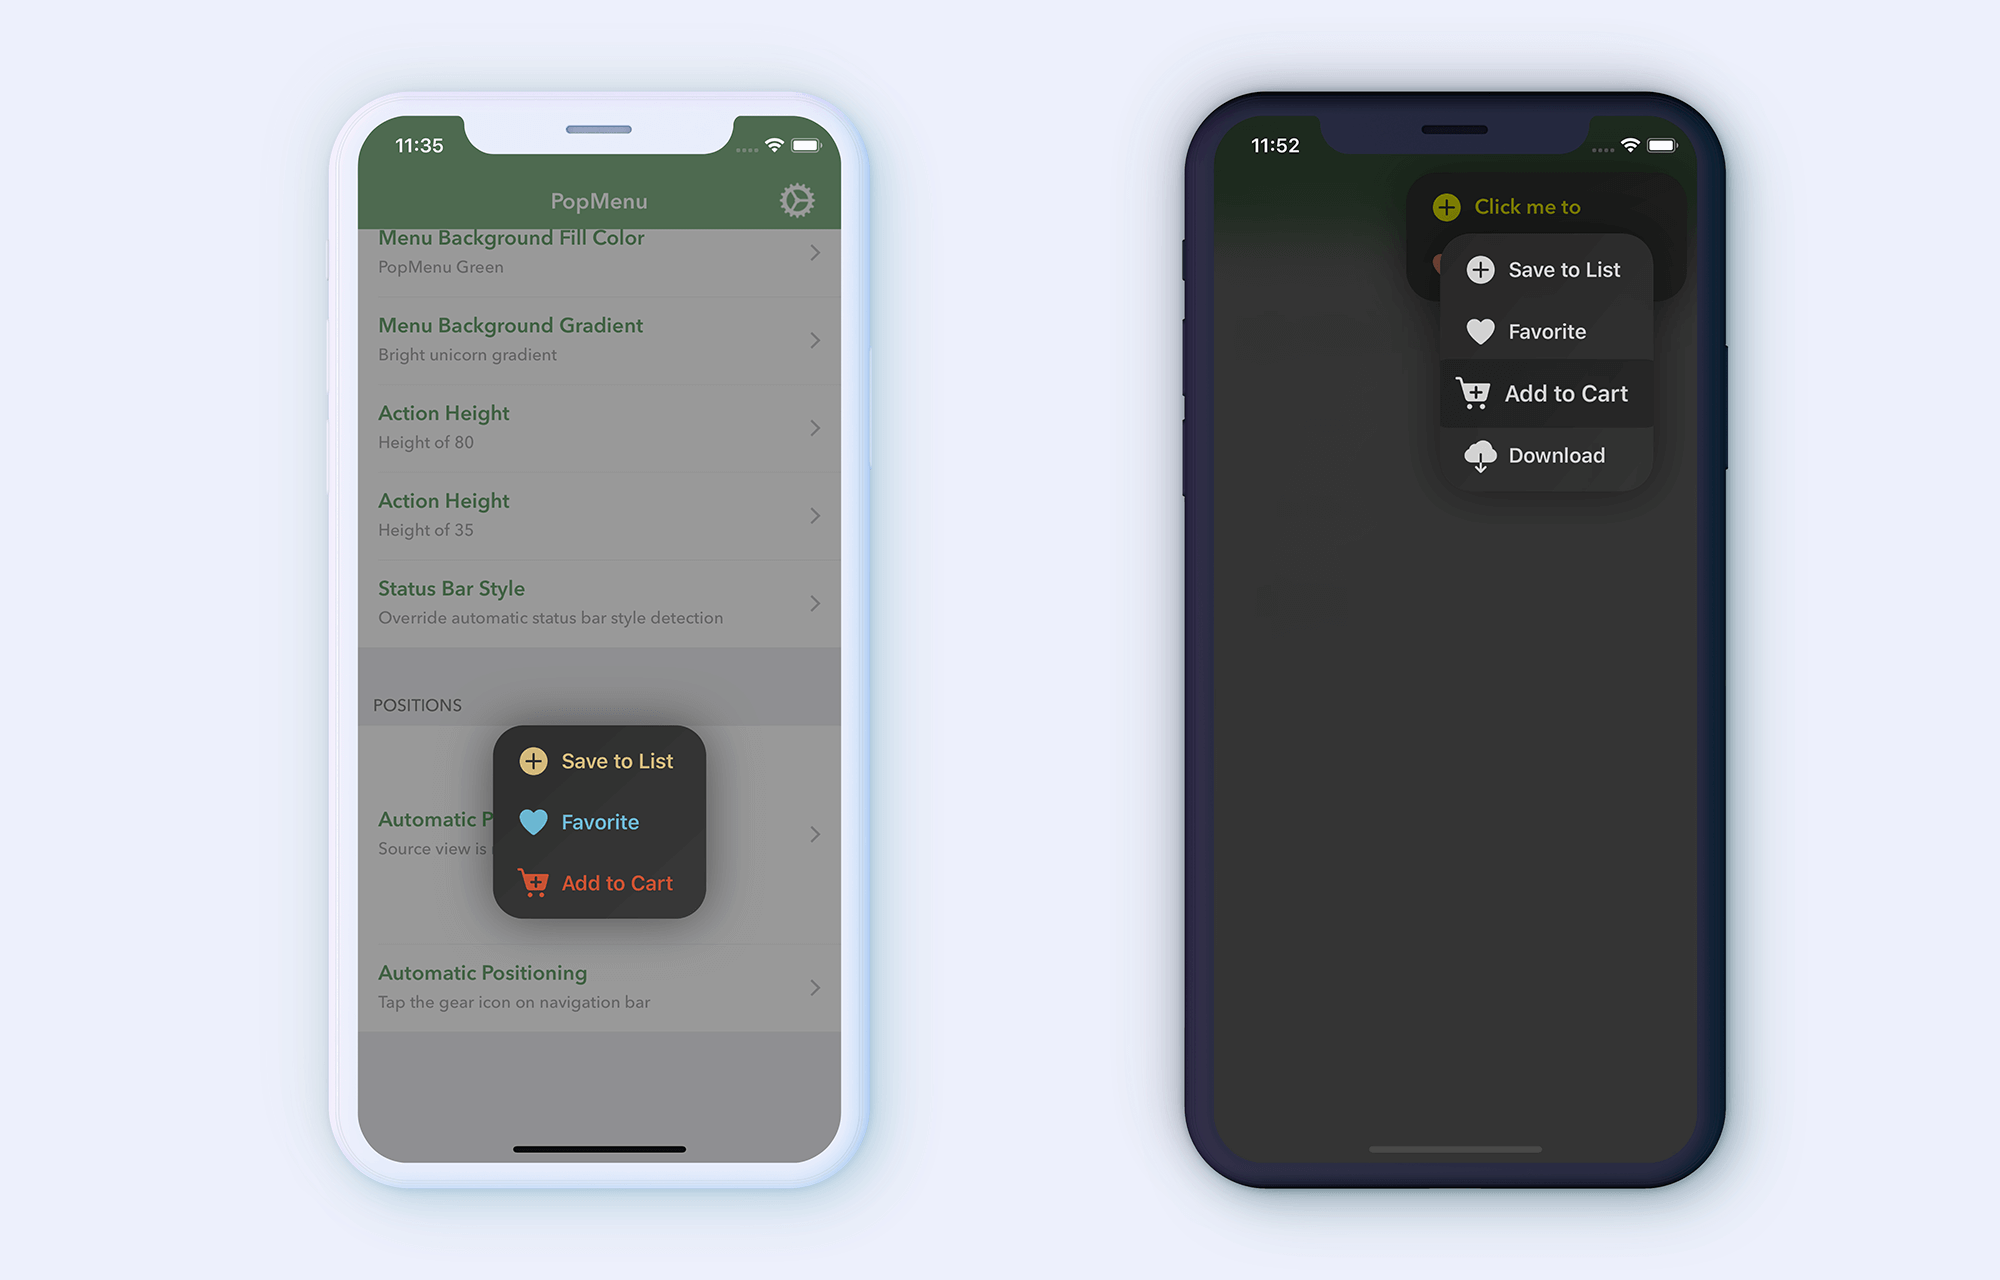 11:35
PopMenu
Menu Background Fill Color
PopMenu Green
Menu Background Gradient
Bright unicorn gradient
Action Height
Height of 80
Action Height
Height of 35
Status Bar Style
Override automatic status bar style detection
POSITIONS
Save to List
Automatic P
Favorite
Source view is
Add to Cart
Automatic Positioning
Tap the gear icon on navigation bar
11:52
Click me to
Save to List
Favorite
Add to Cart
Download